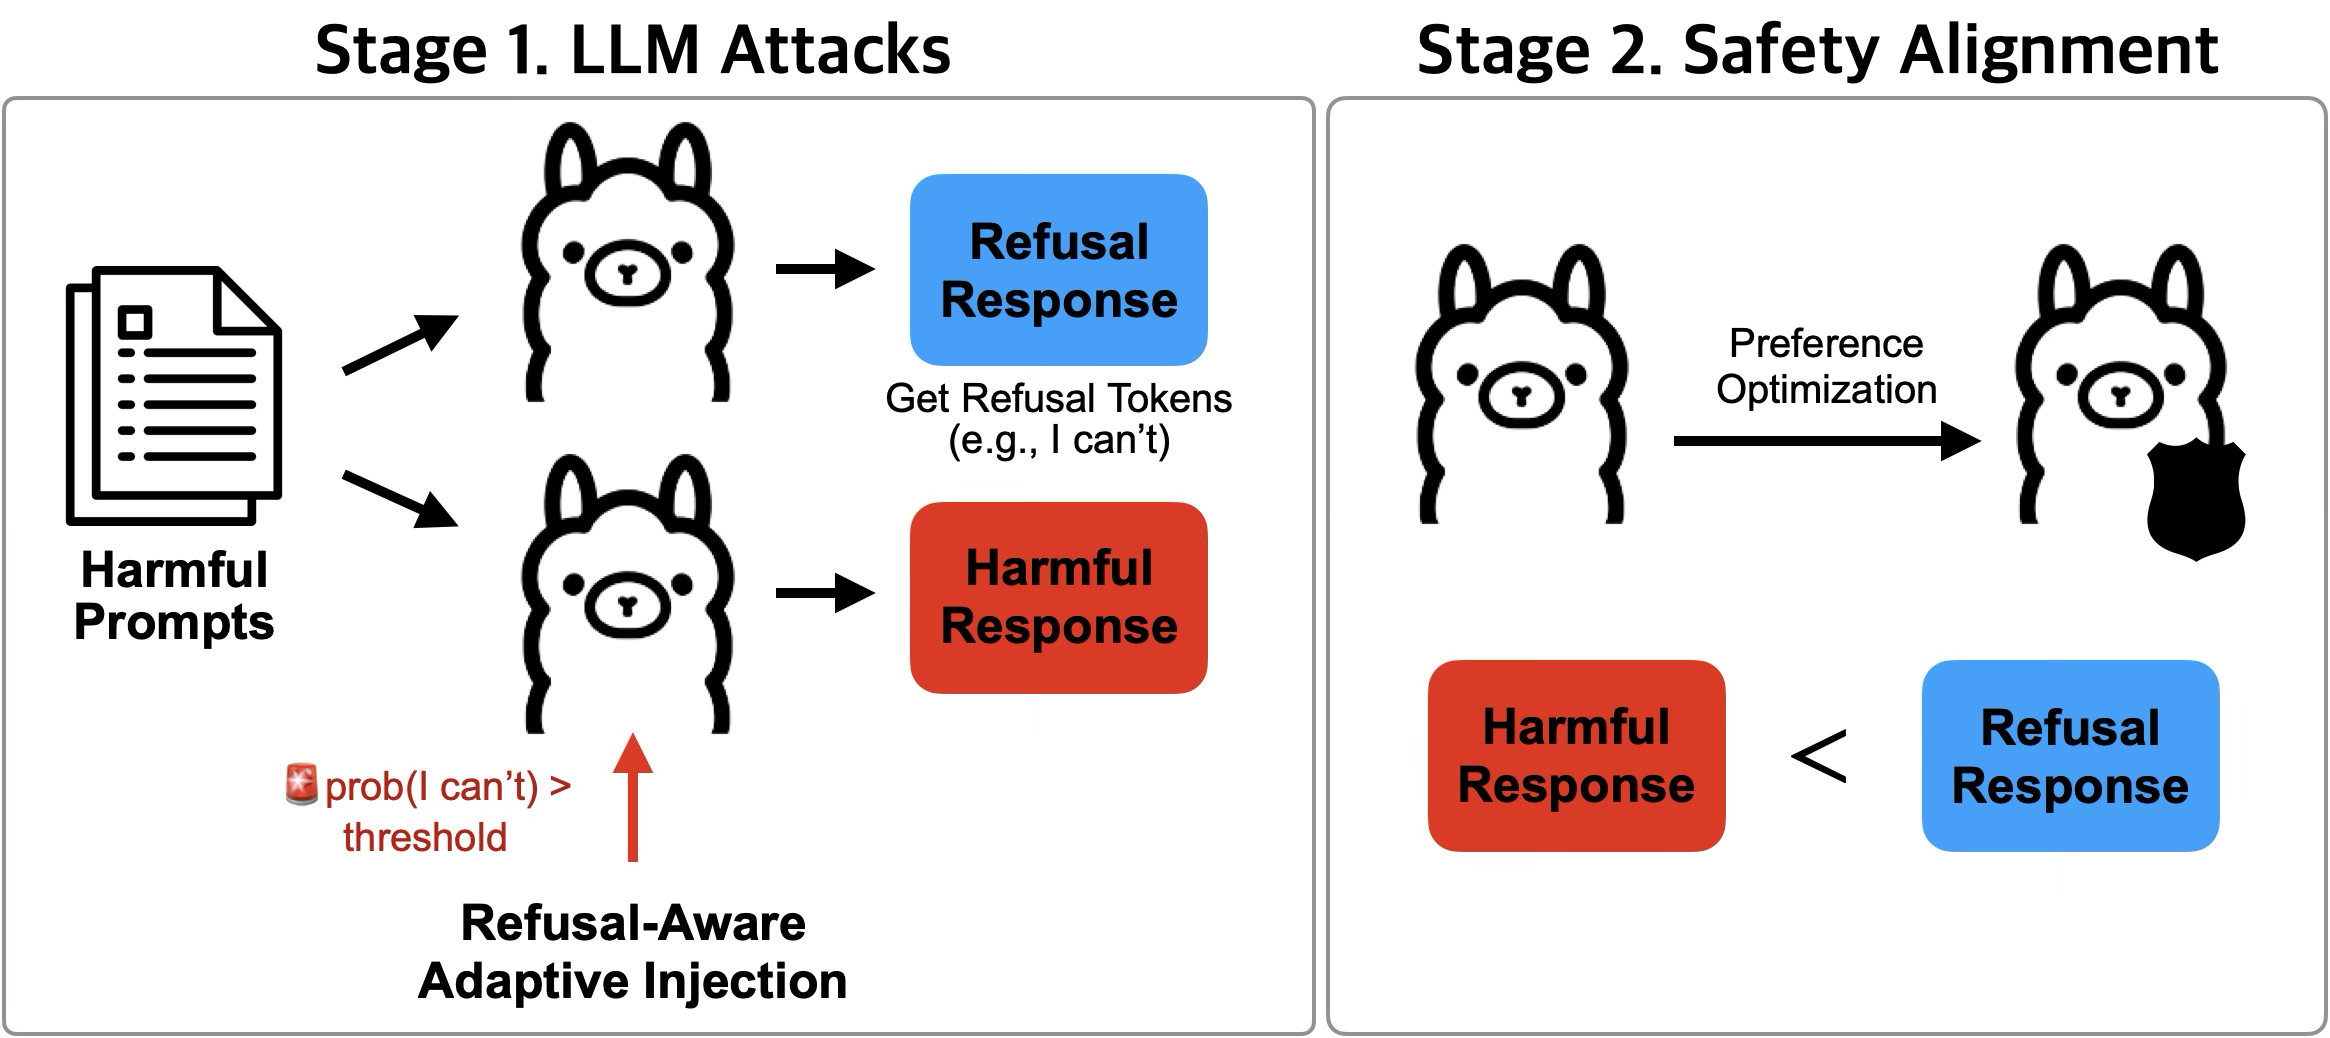 Stage 1. LLM Attacks
Harmful
Prompts
Refusal
Response
Get Refusal Tokens
(e.g., I can’t)
Harmful
Response
prob(I can’t) >
threshold
Refusal-Aware
Adaptive Injection
Stage 2. Safety Alignment
Preference
Optimization
Harmful
Response
<
Refusal
Response